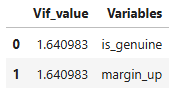 Vif_value Variables
0 1.640983 is_genuine
1 1.640983 margin_up